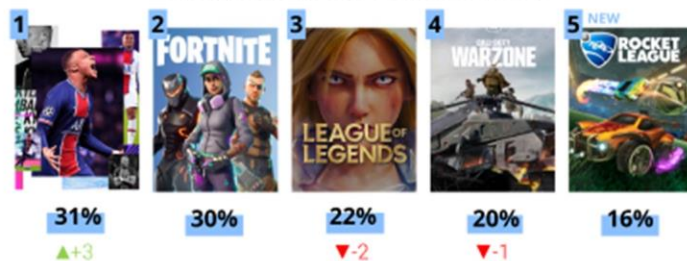 1
2
FORTNITE
3
LEAGUE OF
LEGENDS
4
CALL OF DUTY
WARZONE
5
NEW
ROCKET
LEAGUE
31%
30%
22%
20%
16%
▲+3
▼-2
▼-1